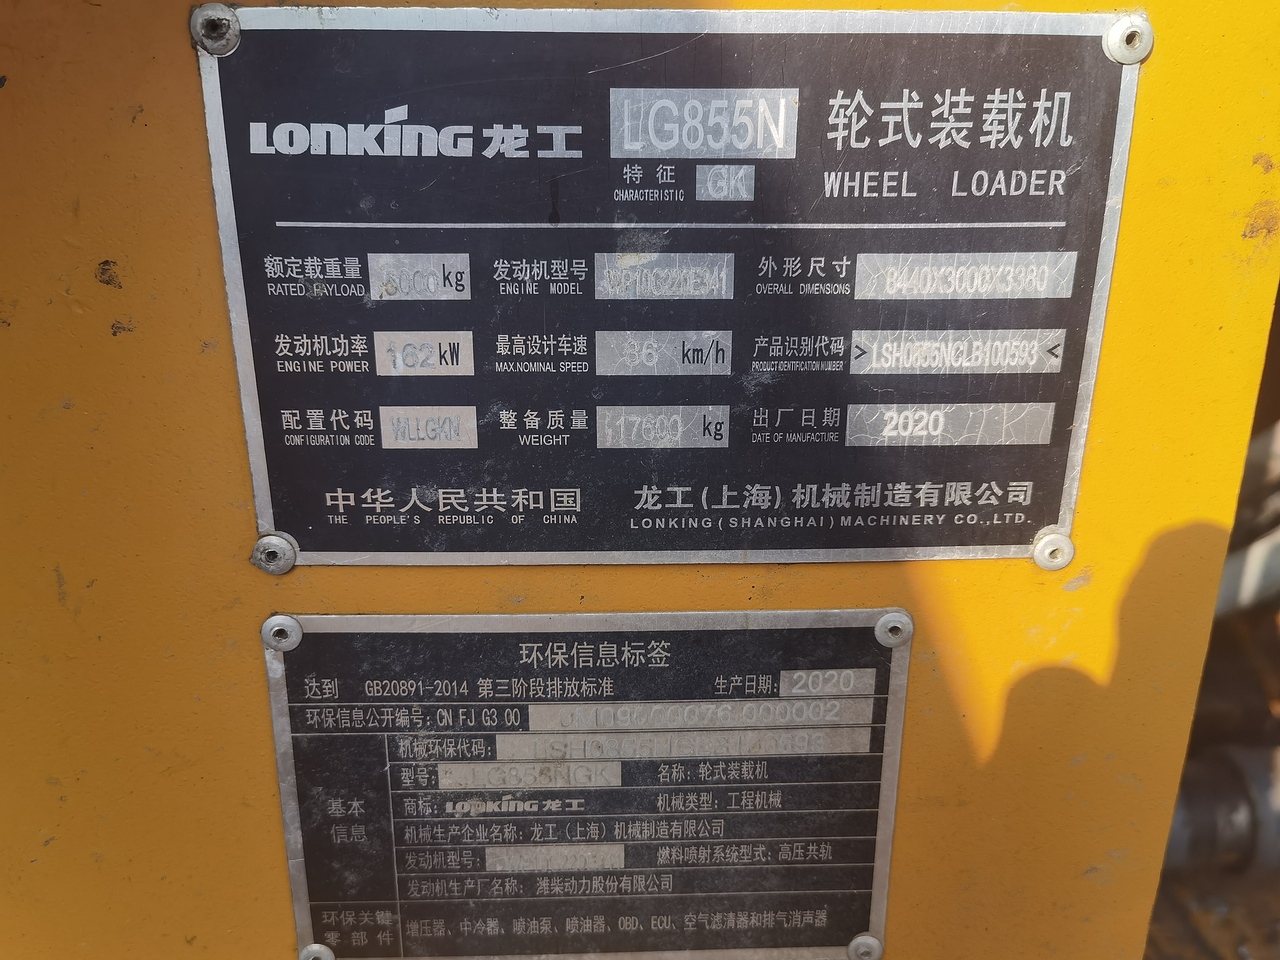 LONKING 龙工 LG855N 轮式装载机
特征 GK
CHARACTERISTIC WHEEL LOADER
额定载重量 kg 发动机型号 外形尺寸 8440X3000X3380
RATED. PAYLOAD ENGINE MODEL OVERALL DIMENSIONS
发动机功率 162 kW 最高设计车速 36 km/h 产品识别代码 >LSH0855NCLB100593<
ENGINE POWER MAX.NOMINAL SPEED PRODUCT IDENTIFICATION NUMBER
配置代码 WLLGKN 整备质量 17600 kg 出厂日期 2020
CONFIGURATION CODE WEIGHT DATE OF MANUFACTURE
中华人民共和国 龙工(上海)机械制造有限公司
THE PEOPLE'S REPUBLIC OF CHINA LONKING(SHANGHAI)MACHINERY CO.,LTD.
环保信息标签
达到 GB20891-2014 第三阶段排放标准 生产日期: 2020
环保信息公开编号: CN FJ G3 00
机械环保代码:
型号: LG855NGK 名称: 轮式装载机
基本信息
商标: LONKING 龙工 机械类型: 工程机械
机械生产企业名称: 龙工(上海)机械制造有限公司
发动机型号: 燃料喷射系统型式: 高压共轨
发动机生产厂名称: 潍柴动力股份有限公司
环保关键零部件 增压器、中冷器、喷油泵、喷油器、OBD、ECU、空气滤清器和排气消声器